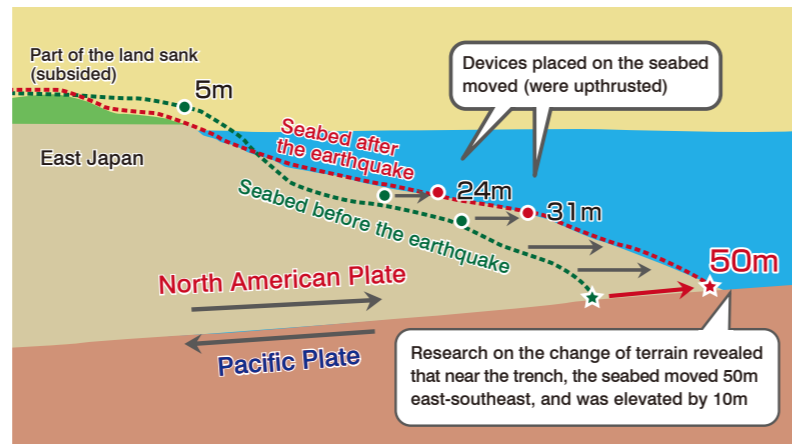 Part of the land sank
(subsided)
5m
Devices placed on the seabed
moved (were upthrusted)
East Japan
Seabed after
the earthquake
24m
31m
Seabed before the earthquake
50m
North American Plate
Pacific Plate
Research on the change of terrain revealed
that near the trench, the seabed moved 50m
east-southeast, and was elevated by 10m